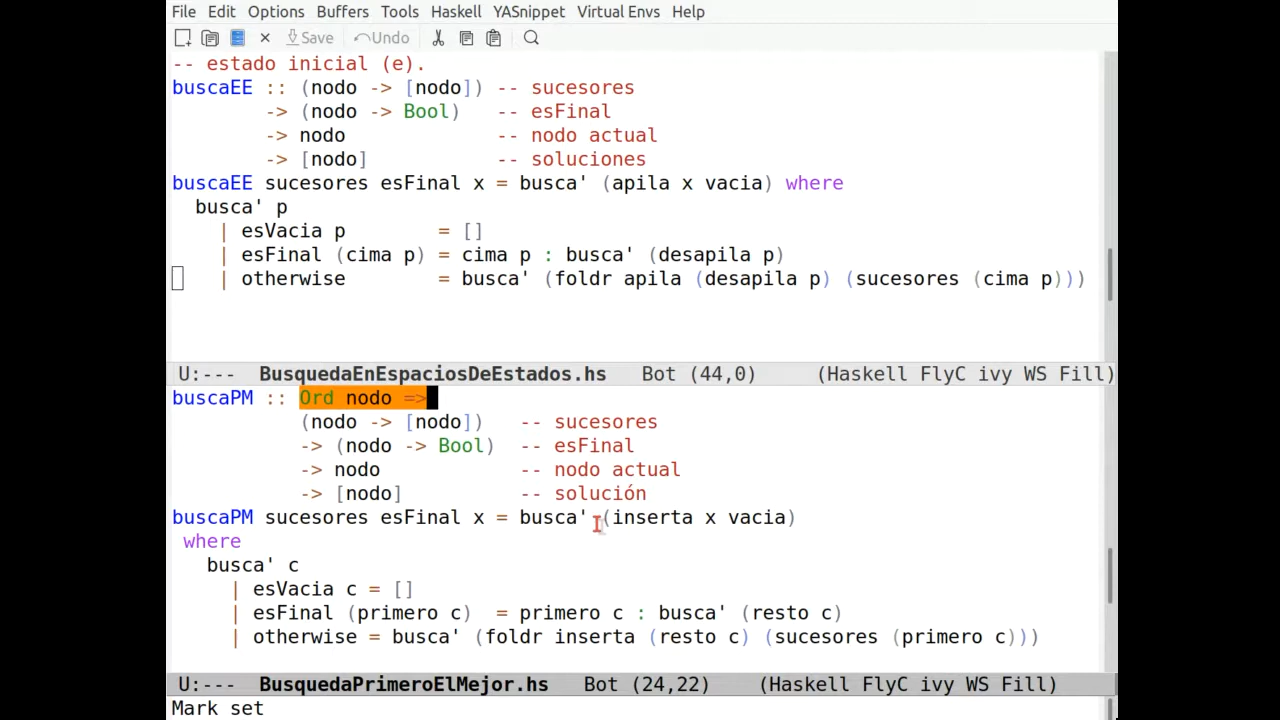 File Edit Options Buffers Tools Haskell YASnippet Virtual Envs Help
Save Undo
-- estado inicial (e).
buscaEE :: (nodo -> [nodo]) -- sucesores
        -> (nodo -> Bool)   -- esFinal
        -> nodo             -- nodo actual
        -> [nodo]           -- soluciones
buscaEE sucesores esFinal x = busca' (apila x vacia) where
  busca' p
    | esVacia p        = []
    | esFinal (cima p) = cima p : busca' (desapila p)
    | otherwise        = busca' (foldr apila (desapila p) (sucesores (cima p)))
U:--- BusquedaEnEspaciosDeEstados.hs Bot (44,0) (Haskell FlyC ivy WS Fill)
buscaPM :: Ord nodo =>
           (nodo -> [nodo])   -- sucesores
           -> (nodo -> Bool)  -- esFinal
           -> nodo            -- nodo actual
           -> [nodo]          -- solución
buscaPM sucesores esFinal x = busca' (inserta x vacia)
 where
   busca' c
     | esVacia c = []
     | esFinal (primero c)  = primero c : busca' (resto c)
     | otherwise = busca' (foldr inserta (resto c) (sucesores (primero c)))
U:--- BusquedaPrimeroElMejor.hs Bot (24,22) (Haskell FlyC ivy WS Fill)
Mark set